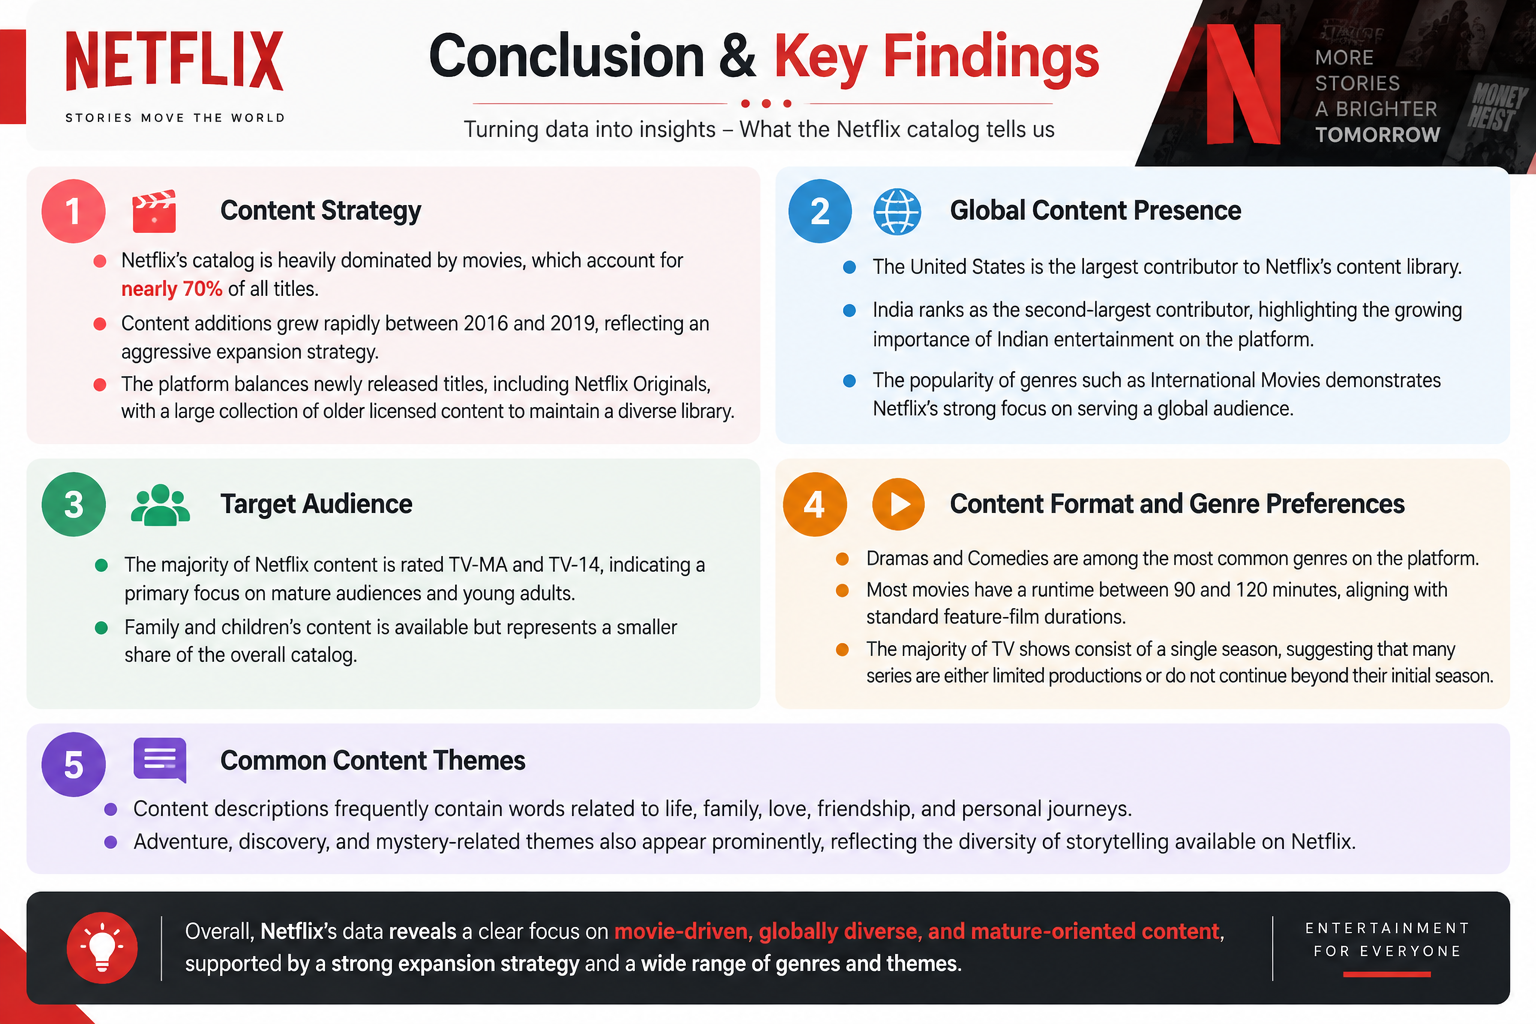 NETFLIX
STORIES MOVE THE WORLD
Conclusion & Key Findings
Turning data into insights – What the Netflix catalog tells us
N
MORE
STORIES
A BRIGHTER
TOMORROW
MONEY
HEIST
1
Content Strategy
Netflix's catalog is heavily dominated by movies, which account for
nearly 70% of all titles.
Content additions grew rapidly between 2016 and 2019, reflecting an
aggressive expansion strategy.
The platform balances newly released titles, including Netflix Originals,
with a large collection of older licensed content to maintain a diverse library.
2
Global Content Presence
The United States is the largest contributor to Netflix's content library.
India ranks as the second-largest contributor, highlighting the growing
importance of Indian entertainment on the platform.
The popularity of genres such as International Movies demonstrates
Netflix's strong focus on serving a global audience.
3
Target Audience
The majority of Netflix content is rated TV-MA and TV-14, indicating a
primary focus on mature audiences and young adults.
Family and children's content is available but represents a smaller
share of the overall catalog.
4
Content Format and Genre Preferences
Dramas and Comedies are among the most common genres on the platform.
Most movies have a runtime between 90 and 120 minutes, aligning with
standard feature-film durations.
The majority of TV shows consist of a single season, suggesting that many
series are either limited productions or do not continue beyond their initial season.
5
Common Content Themes
Content descriptions frequently contain words related to life, family, love, friendship, and personal journeys.
Adventure, discovery, and mystery-related themes also appear prominently, reflecting the diversity of storytelling available on Netflix.
Overall, Netflix's data reveals a clear focus on movie-driven, globally diverse, and mature-oriented content,
supported by a strong expansion strategy and a wide range of genres and themes.
ENTERTAINMENT
FOR EVERYONE